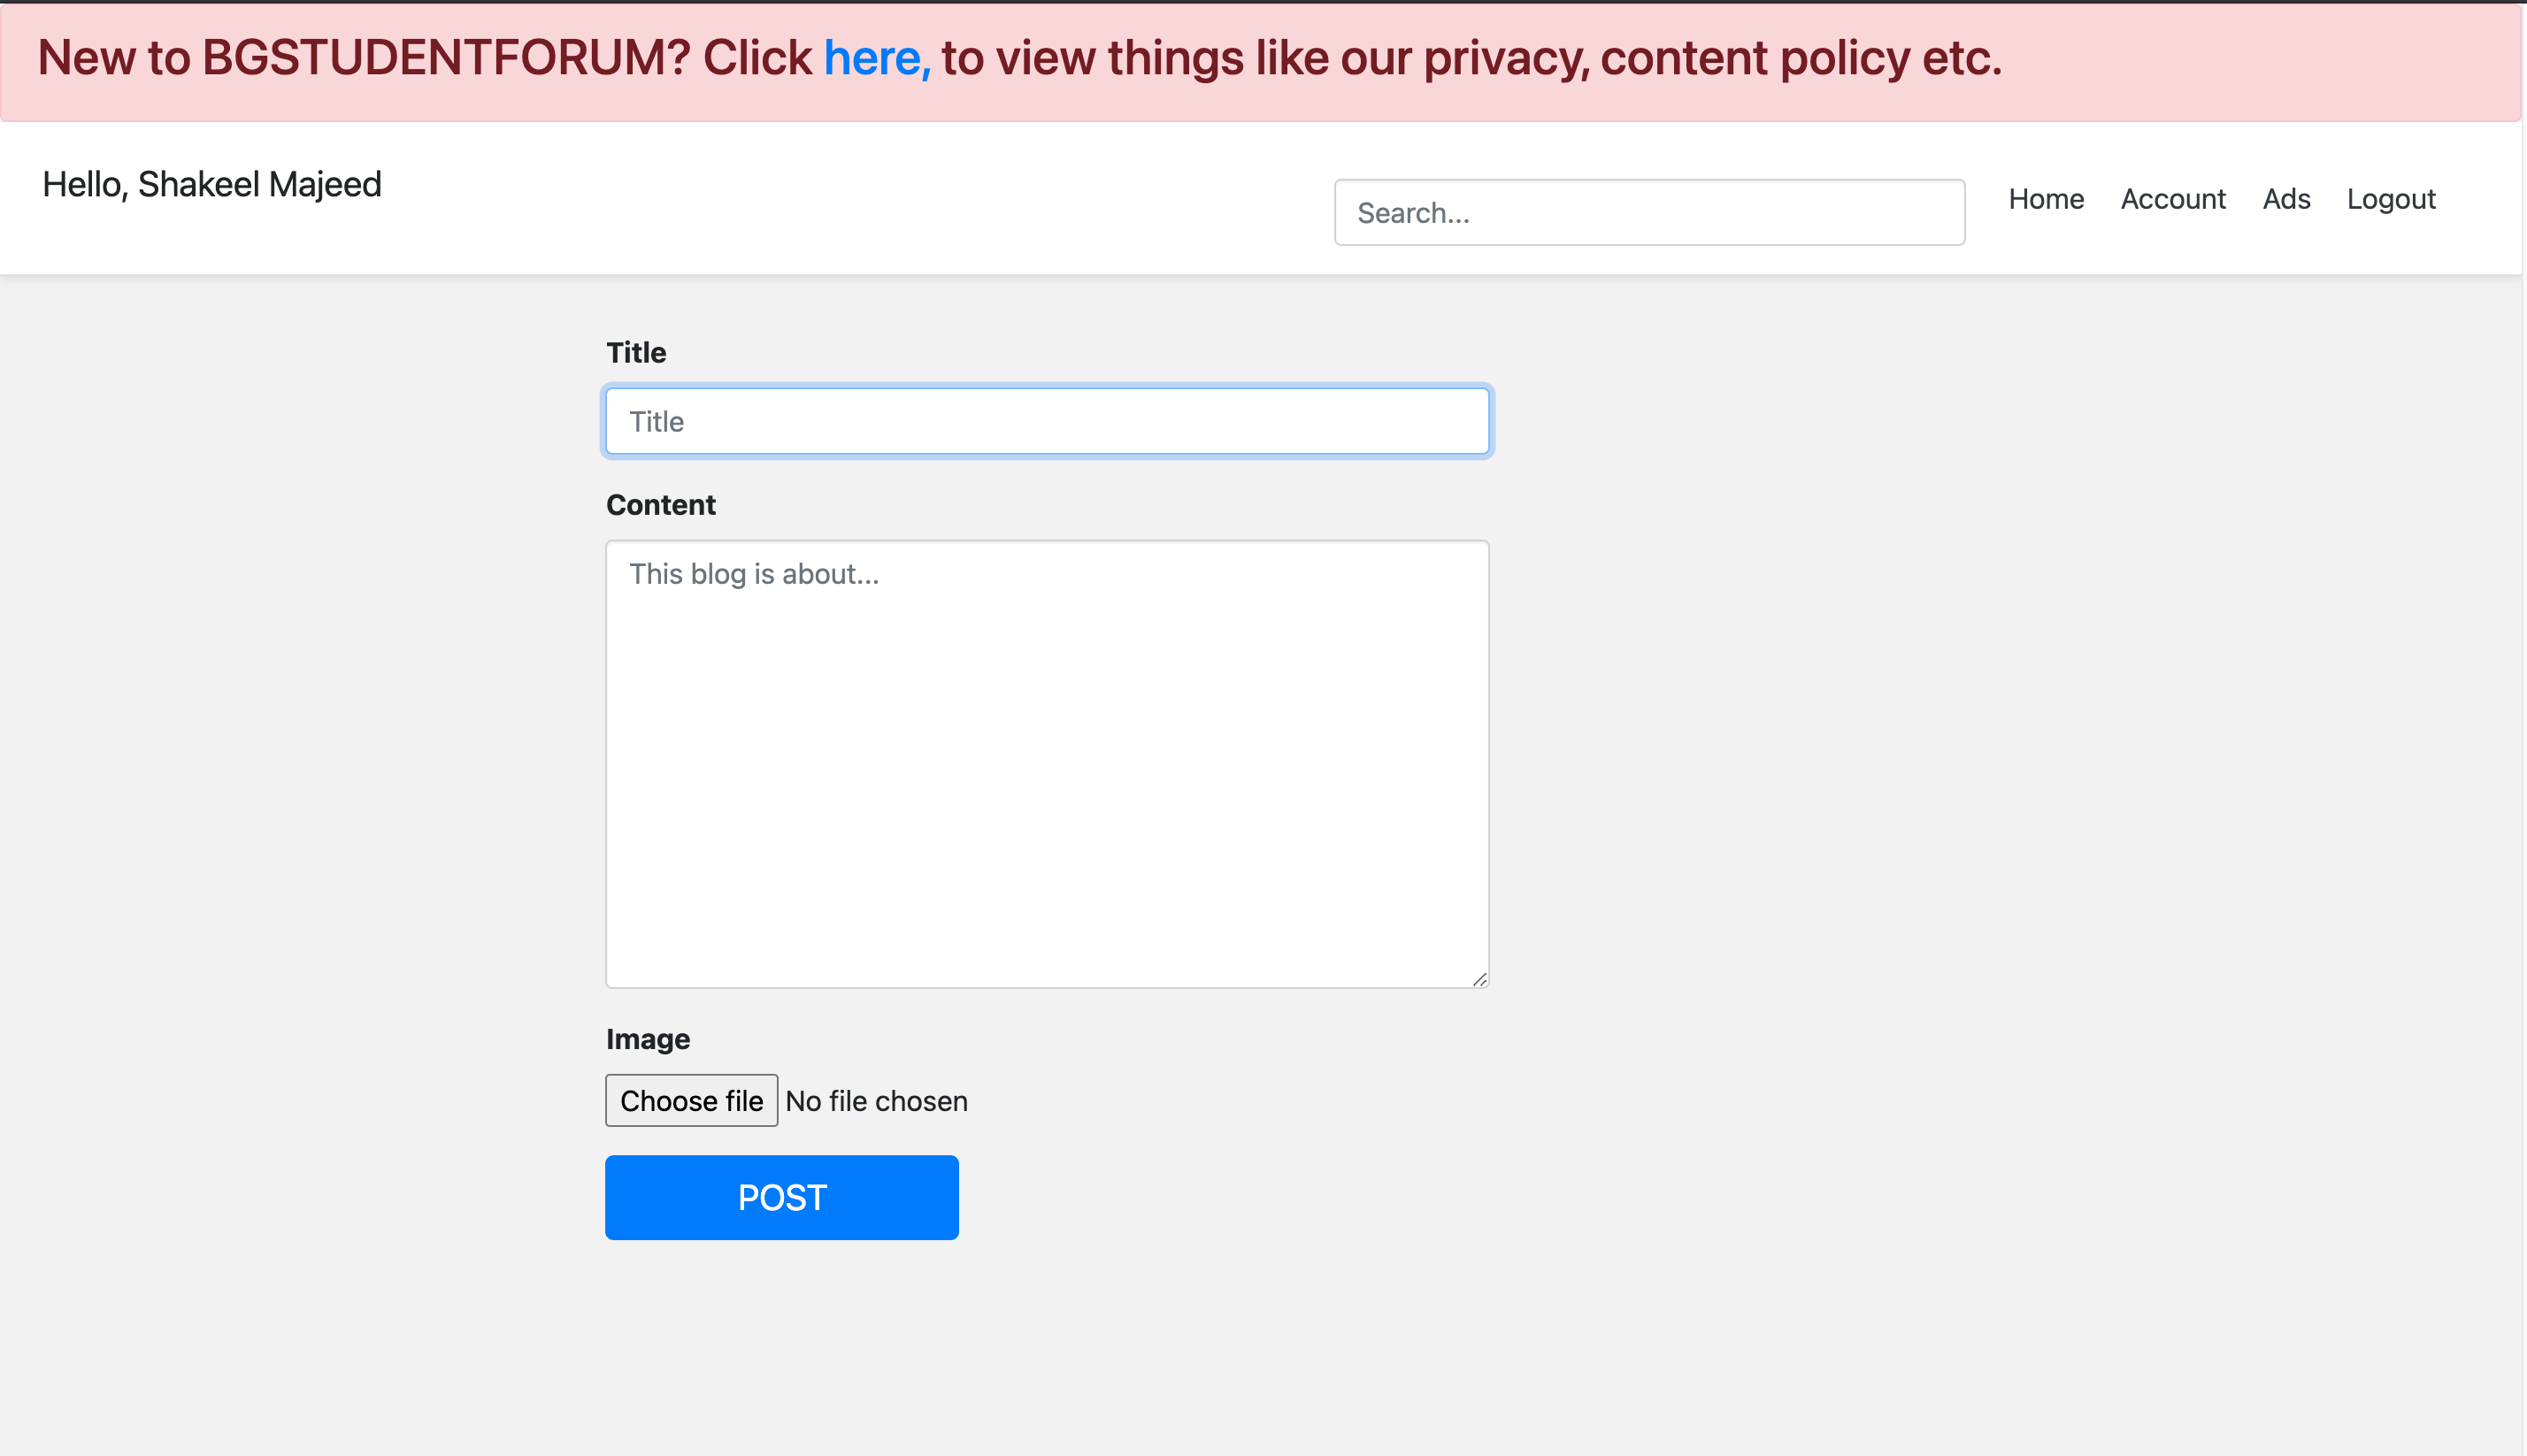 New to BGSTUDENTFORUM? Click here, to view things like our privacy, content policy etc.
Hello, Shakeel Majeed
Search...
Home Account Ads Logout
Title
Title
Content
This blog is about...
Image
Choose file No file chosen
POST